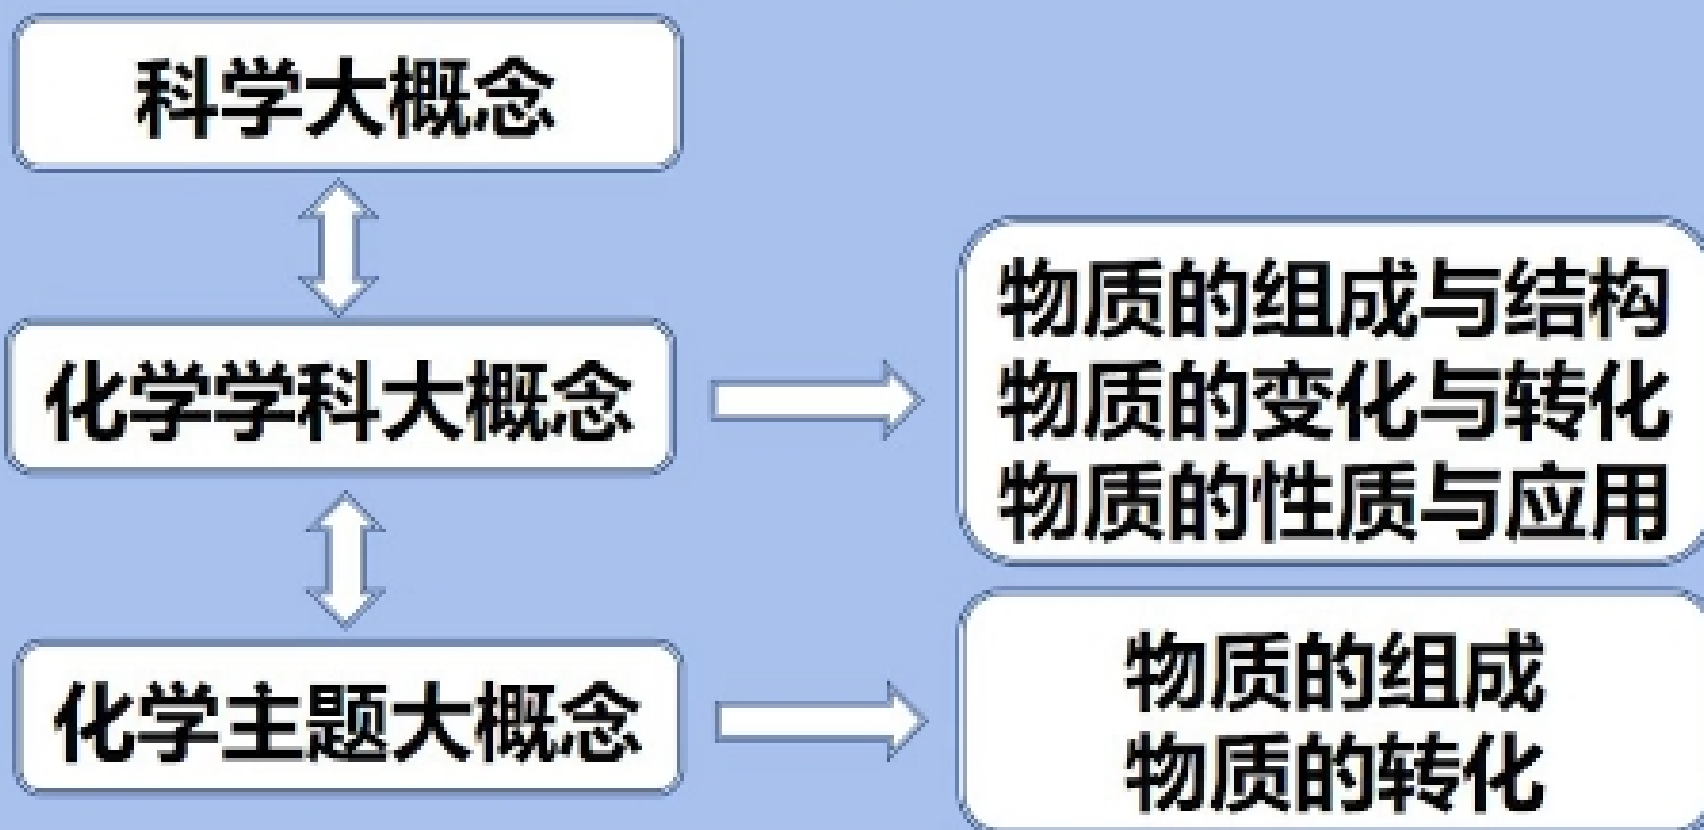 科学大概念
化学学科大概念
物质的组成与结构
物质的变化与转化
物质的性质与应用
化学主题大概念
物质的组成
物质的转化